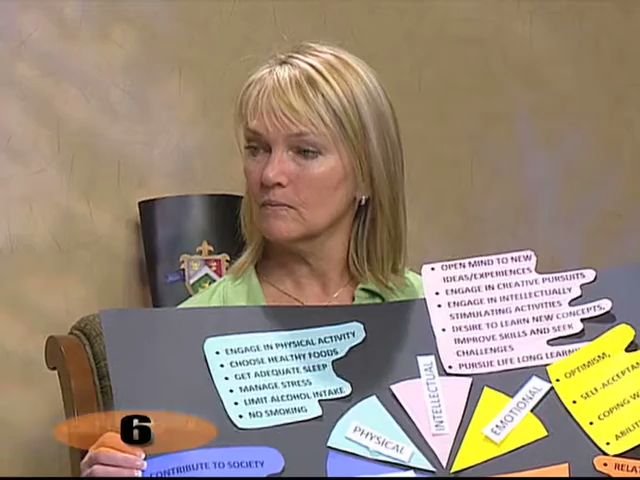 • OPEN MIND TO NEW
IDEAS/EXPERIENCES
• ENGAGE IN CREATIVE PURSUITS
• ENGAGE IN INTELLECTUALLY
STIMULATING ACTIVITIES
• DESIRE TO LEARN NEW CONCEPTS,
IMPROVE SKILLS AND SEEK
CHALLENGES
• PURSUE LIFE LONG LEARNING
• ENGAGE IN PHYSICAL ACTIVITY
• CHOOSE HEALTHY FOODS
• GET ADEQUATE SLEEP
• MANAGE STRESS
• LIMIT ALCOHOL INTAKE
• NO SMOKING
• OPTIMISM,
• SELF-ACCEPTAN
• COPING W
• ABILI
INTELLECTUAL
EMOTIONAL
PHYSICAL
6
CONTRIBUTE TO SOCIETY
• RELA